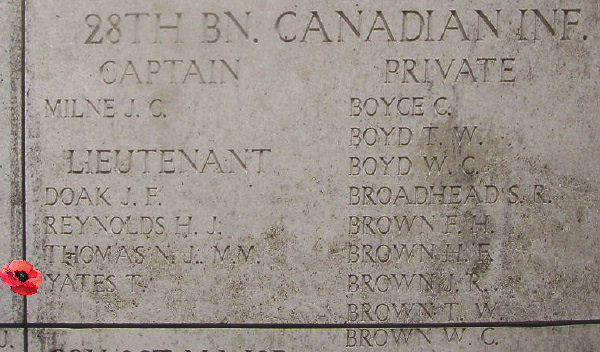 28TH BN. CANADIAN INF.
CAPTAIN
MILNE J. C.
LIEUTENANT
DOAK J. F.
REYNOLDS H. J.
THOMAS N. J., M.M.
YATES T.
PRIVATE
BOYCE C.
BOYD T. W.
BOYD W. C.
BROADHEAD S. R.
BROWN F. H.
BROWN H. F.
BROWN J. R.
BROWN T. W.
BROWN W. C.